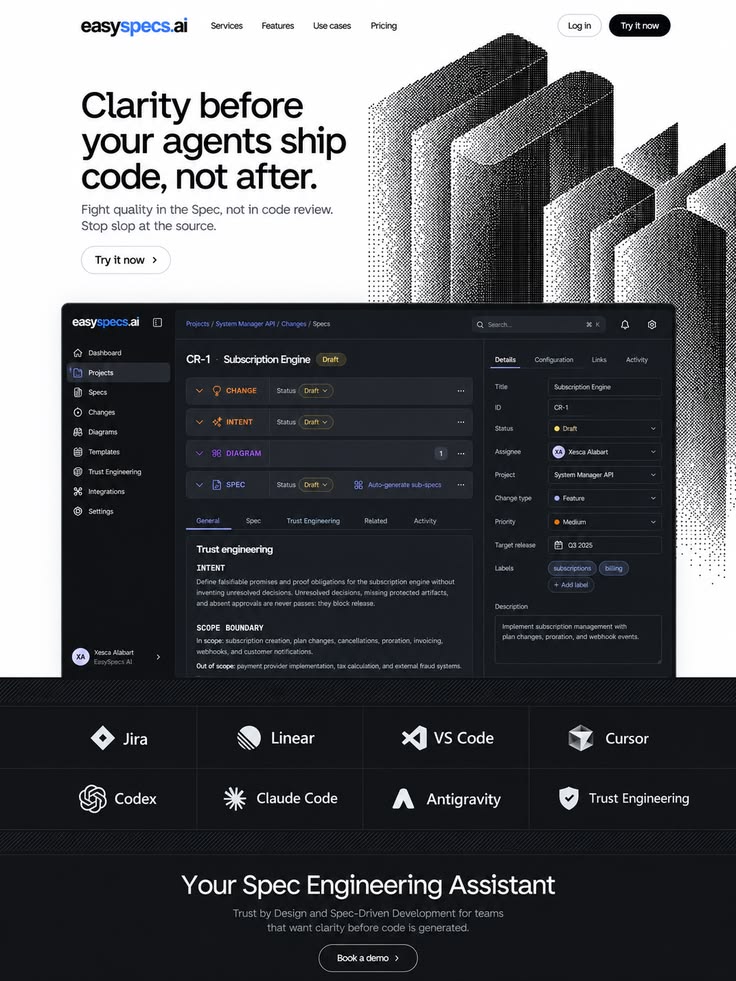 easyspecs.ai
Services
Features
Use cases
Pricing
Log in
Try it now
Clarity before
your agents ship
code, not after.
Fight quality in the Spec, not in code review.
Stop slop at the source.
Try it now
easyspecs.ai
Projects / System Manager API / Changes / Specs
Search...
⌘ K
Dashboard
Projects
Specs
Changes
Diagrams
Templates
Trust Engineering
Integrations
Settings
XA
Xesca Alabart
EasySpecs AI
CR-1 · Subscription Engine
Draft
CHANGE
Status
Draft
INTENT
Status
Draft
DIAGRAM
1
SPEC
Status
Draft
Auto-generate sub-specs
General
Spec
Trust Engineering
Related
Activity
Trust engineering
INTENT
Define falsifiable promises and proof obligations for the subscription engine without
inventing unresolved decisions. Unresolved decisions, missing protected artifacts,
and absent approvals are never passes: they block release.
SCOPE BOUNDARY
In scope: subscription creation, plan changes, cancellations, proration, invoicing,
webhooks, and customer notifications.
Out of scope: payment provider implementation, tax calculation, and external fraud systems.
Details
Configuration
Links
Activity
Title
Subscription Engine
ID
CR-1
Status
Draft
Assignee
XA
Xesca Alabart
Project
System Manager API
Change type
Feature
Priority
Medium
Target release
Q3 2025
Labels
subscriptions
billing
+ Add label
Description
Implement subscription management with
plan changes, proration, and webhook events.
Jira
Linear
VS Code
Cursor
Codex
Claude Code
Antigravity
Trust Engineering
Your Spec Engineering Assistant
Trust by Design and Spec-Driven Development for teams
that want clarity before code is generated.
Book a demo